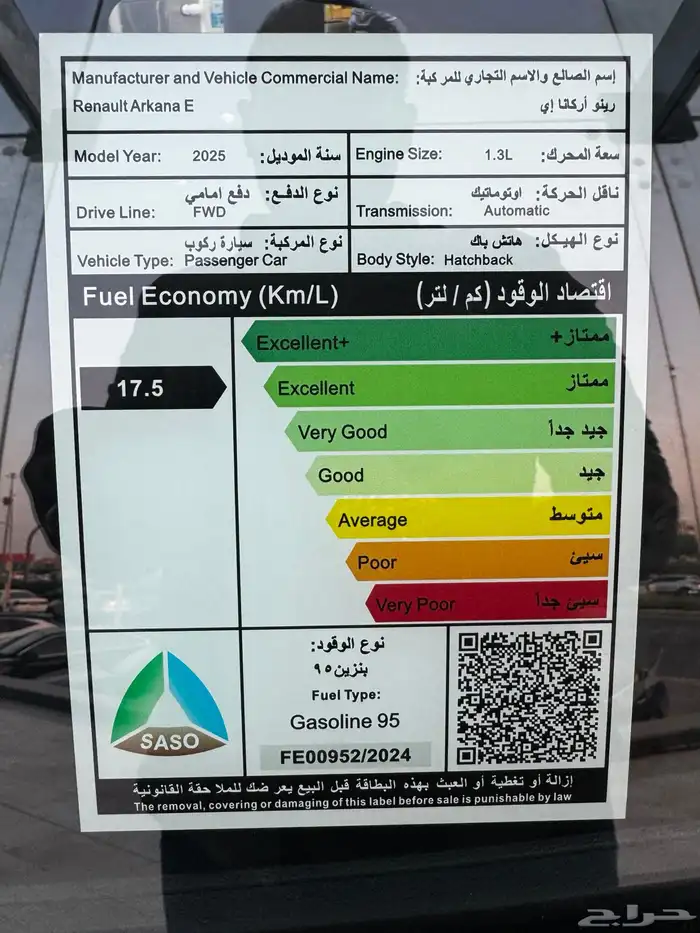 Manufacturer and Vehicle Commercial Name: إسم الصانع والاسم التجاري للمركبة:
Renault Arkana E رينو أركانا إي
Model Year: 2025 سنة الموديل:
Engine Size: 1.3L سعة المحرك:
نوع الدفع: دفع امامي
Drive Line: FWD
ناقل الحركة: اوتوماتيك
Transmission: Automatic
نوع المركبة: سيارة ركوب
Vehicle Type: Passenger Car
نوع الهيكل: هاتش باك
Body Style: Hatchback
Fuel Economy (Km/L) اقتصاد الوقود (كم / لتر)
Excellent+ ممتاز+
17.5
Excellent ممتاز
Very Good جيد جداً
Good جيد
Average متوسط
Poor سيئ
Very Poor سيئ جداً
SASO
نوع الوقود:
بنزين ٩٥
Fuel Type:
Gasoline 95
FE00952/2024
إزالة أو تغطية أو العبث بهذه البطاقة قبل البيع يعر ضك للملا حقة القانونية
The removal, covering or damaging of this label before sale is punishable by law
حراج